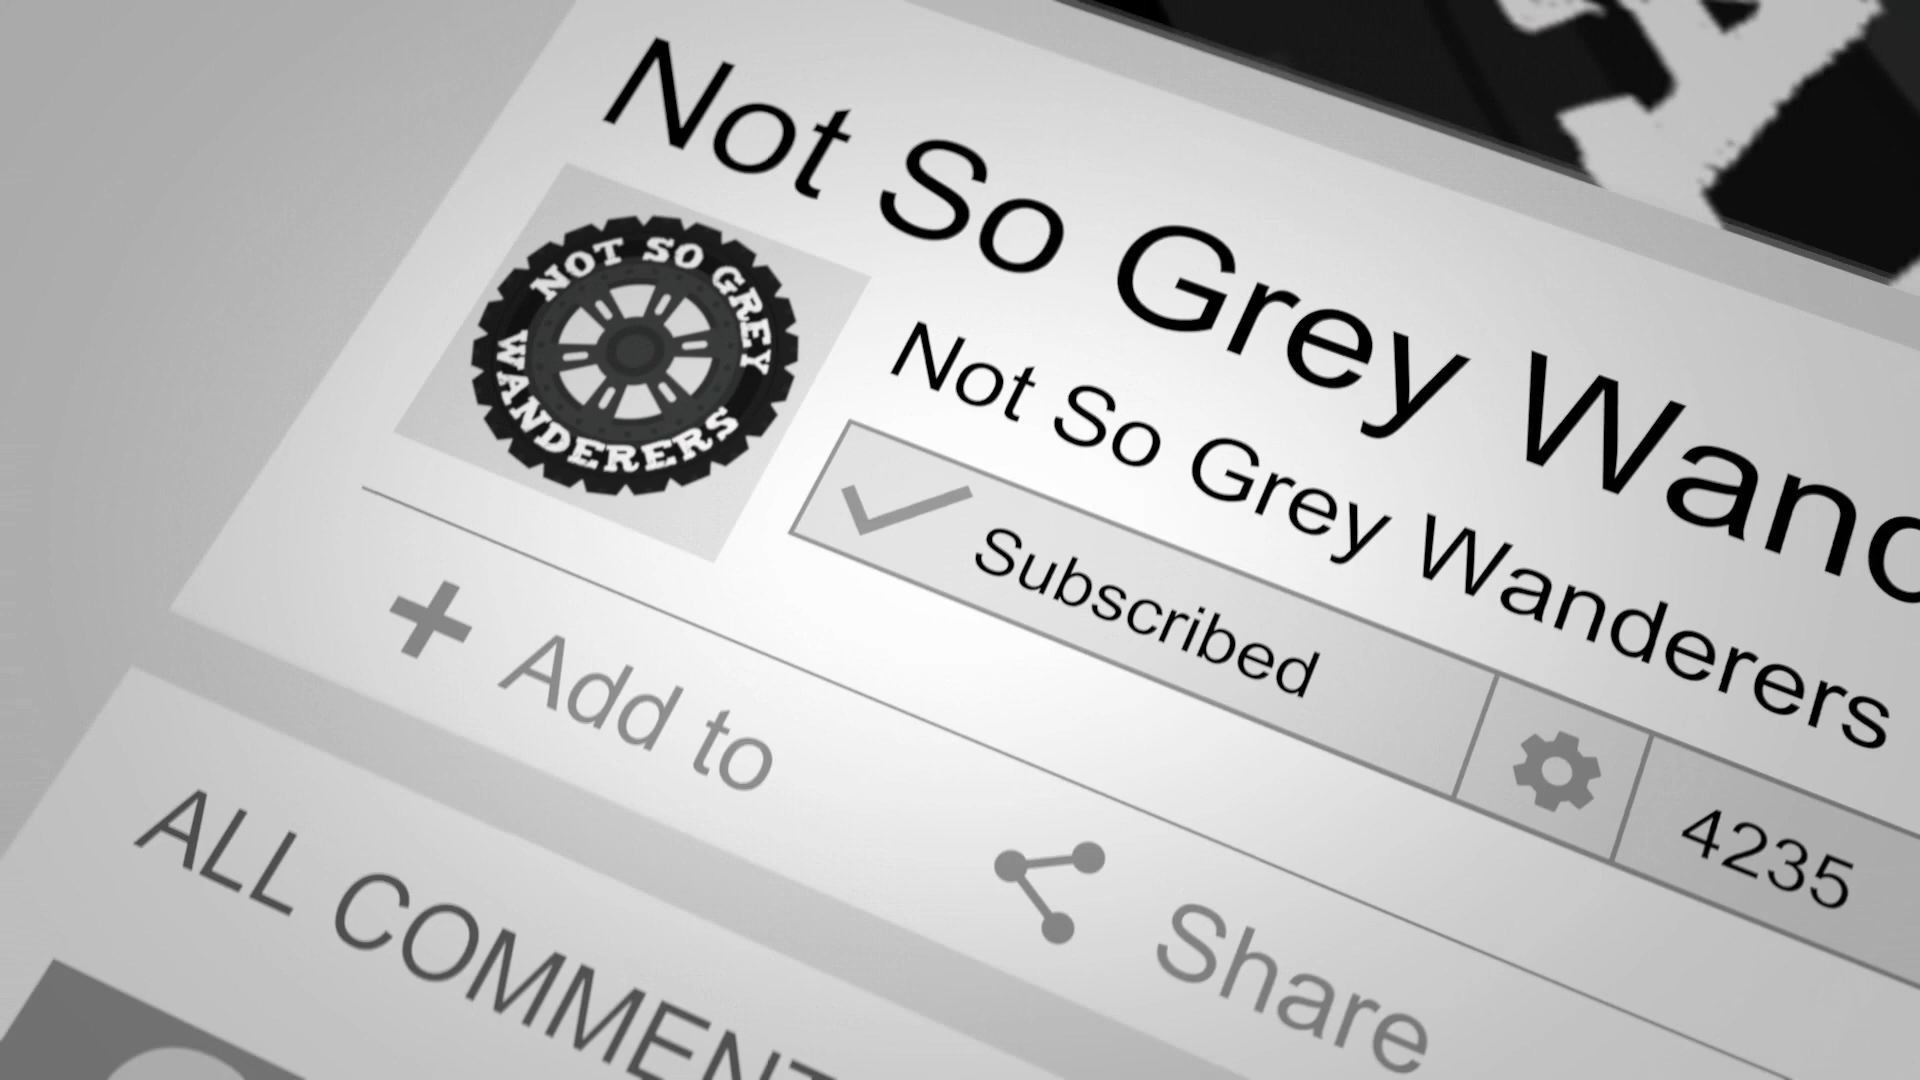 Not So Grey Wand
NOT SO GREY
WANDERERS
Not So Grey Wanderers
Subscribed
4235
Add to
Share
ALL COMMENT